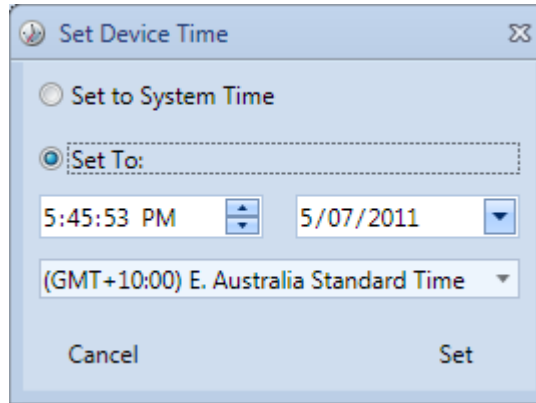 Set Device Time
Set to System Time
Set To:
5:45:53 PM 5/07/2011
(GMT+10:00) E. Australia Standard Time
Cancel Set